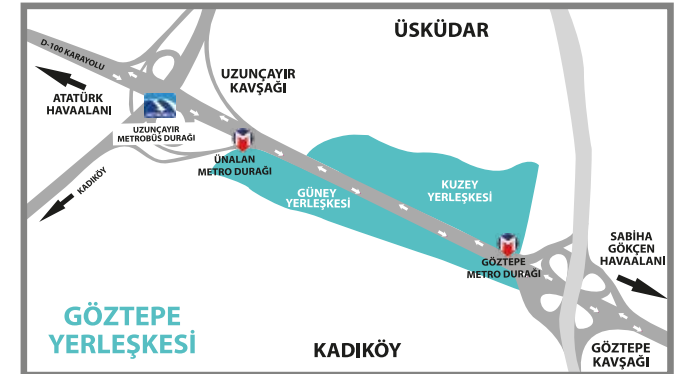 ÜSKÜDAR
D-100 KARAYOLU
UZUNÇAYIR
KAVŞAĞI
ATATÜRK
HAVAALANI
UZUNÇAYIR
METROBÜS DURAĞI
ÜNALAN
METRO DURAĞI
KADIKÖY
GÜNEY
YERLEŞKESİ
KUZEY
YERLEŞKESİ
SABİHA
GÖKÇEN
HAVAALANI
GÖZTEPE
METRO DURAĞI
GÖZTEPE
YERLEŞKESİ
KADIKÖY
GÖZTEPE
KAVŞAĞI